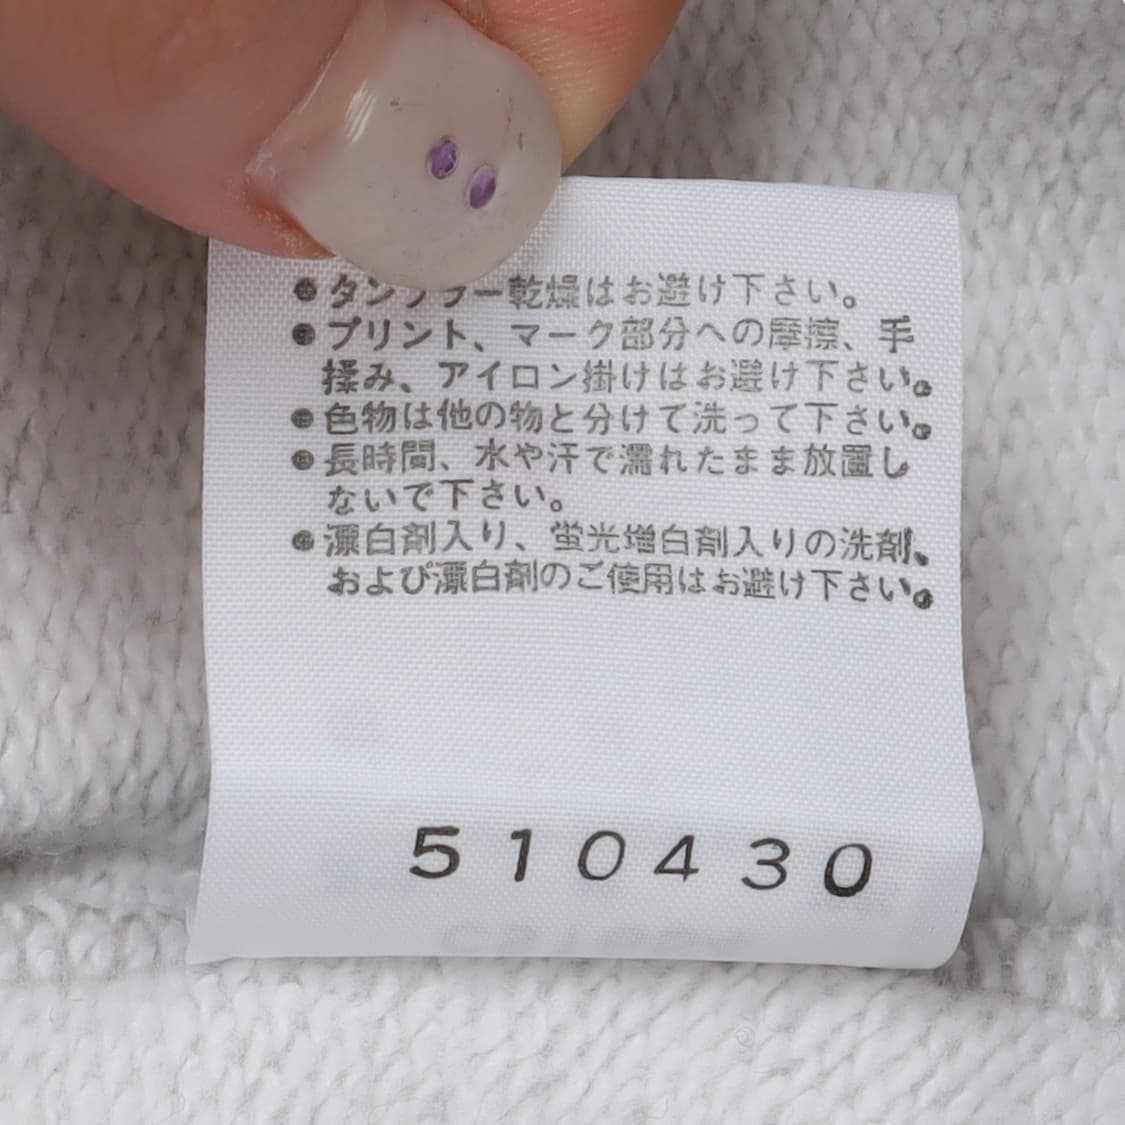 ●タンブラー乾燥はお避け下さい。
●プリント、マーク部分への摩擦、手
揉み、アイロン掛けはお避け下さい。
●色物は他の物と分けて洗って下さい。
●長時間、水や汗で濡れたまま放置し
ないで下さい。
●漂白剤入り、蛍光増白剤入りの洗剤、
および漂白剤のご使用はお避け下さい。
510430